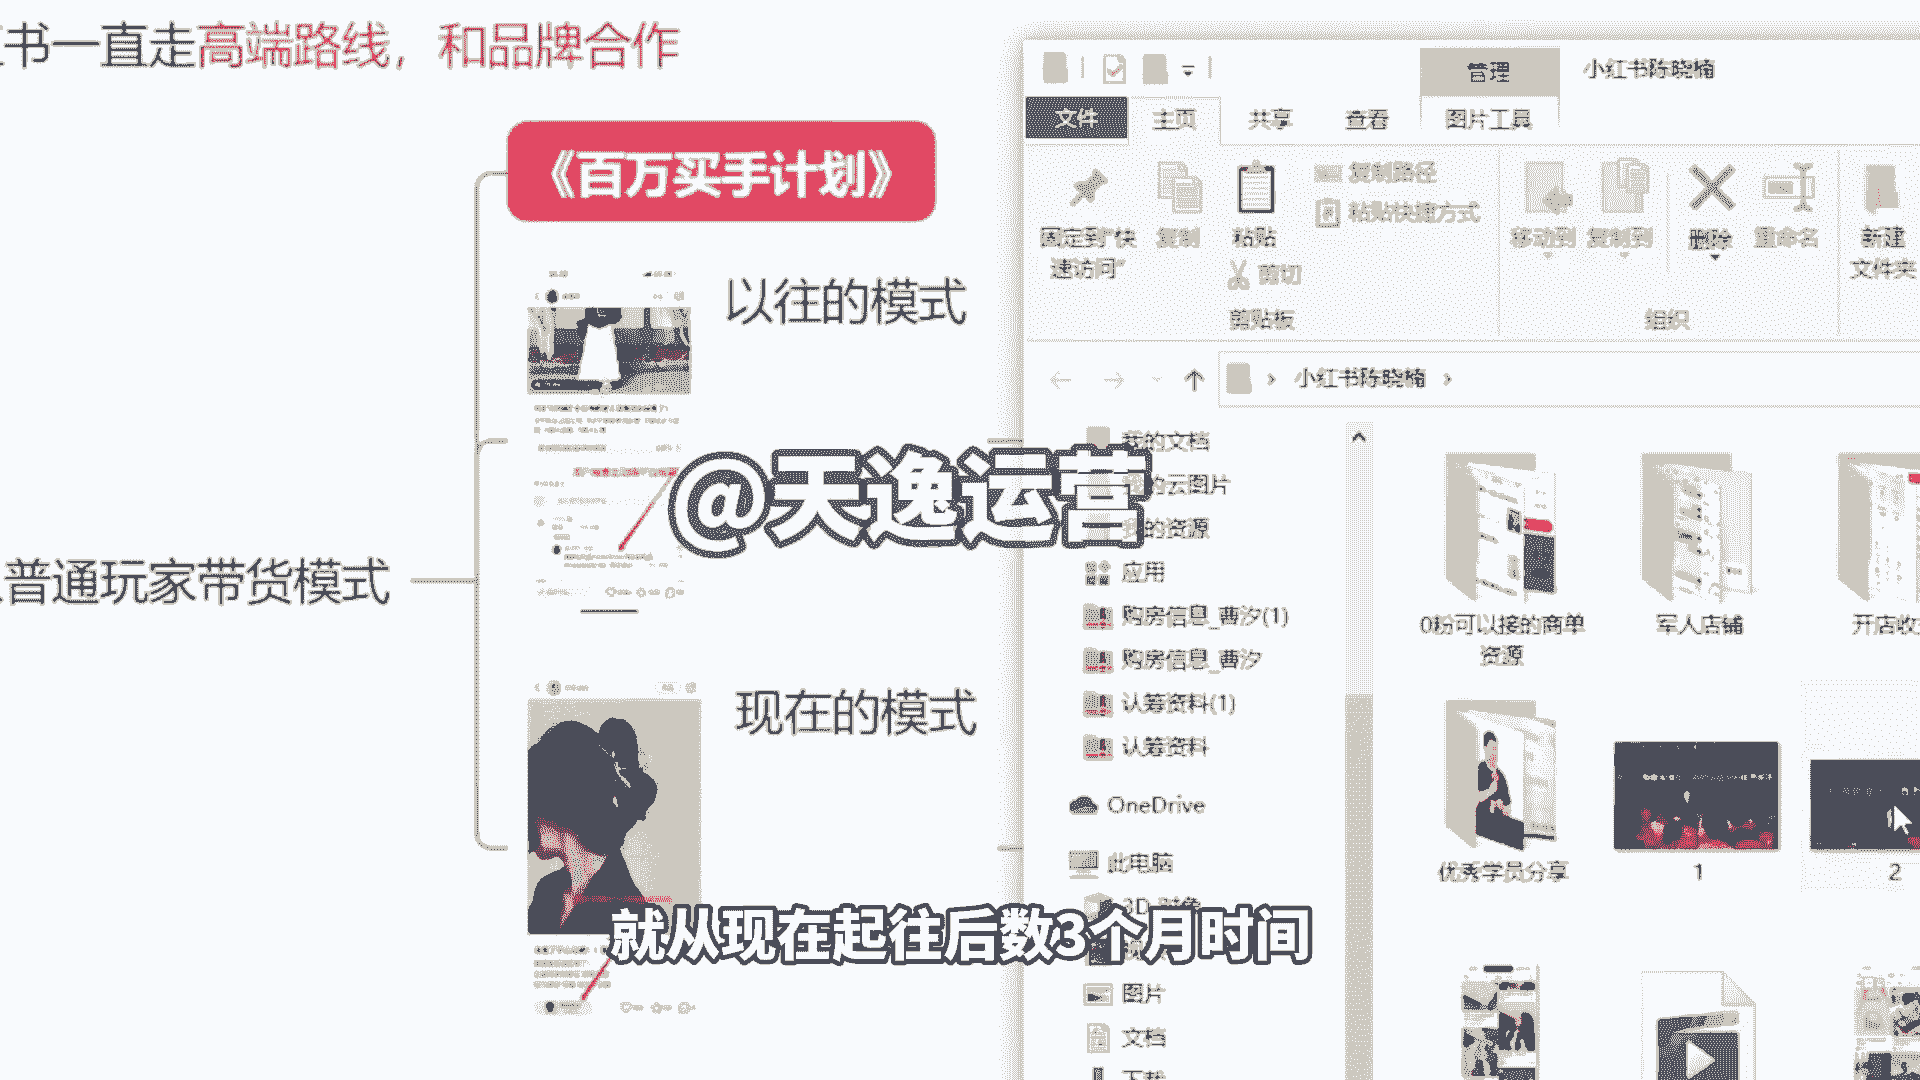 书一直走高端路线，和品牌合作
《百万买手计划》
以往的模式
普通玩家带货模式
现在的模式
管理
小红书陈晓楠
文件
主页
共享
查看
图片工具
固定到"快
速访问"
复制
粘贴
复制路径
粘贴快捷方式
剪切
剪贴板
移动到
复制到
删除
重命名
组织
新建
文件夹
小红书陈晓楠
我的文档
的云图片
我的资源
应用
购房信息_曹汐(1)
购房信息_曹汐
认筹资料(1)
认筹资料
OneDrive
此电脑
3D 对象
图片
文档
下载
0粉可以接的商单
资源
军人店铺
开店收
优秀学员分享
1
2
@天逸运营
就从现在起往后数3个月时间